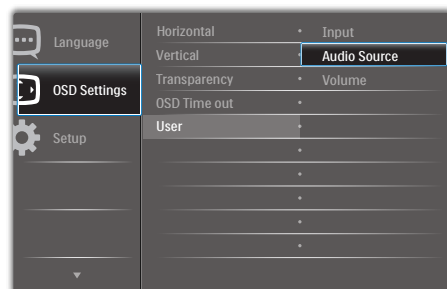 Language
OSD Settings
Setup
Horizontal
Vertical
Transparency
OSD Time out
User
Input
Audio Source
Volume